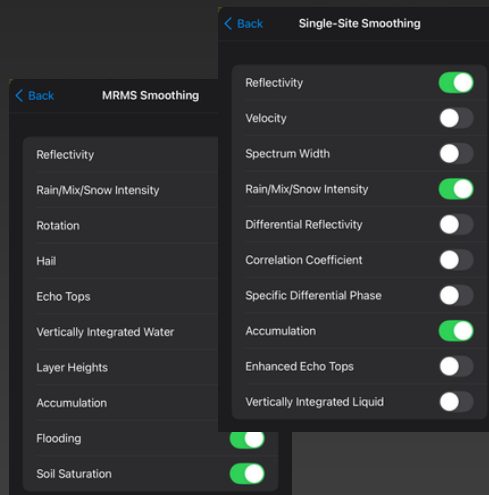 Back
MRMS Smoothing
Reflectivity
Rain/Mix/Snow Intensity
Rotation
Hail
Echo Tops
Vertically Integrated Water
Layer Heights
Accumulation
Flooding
Soil Saturation
Back
Single-Site Smoothing
Reflectivity
Velocity
Spectrum Width
Rain/Mix/Snow Intensity
Differential Reflectivity
Correlation Coefficient
Specific Differential Phase
Accumulation
Enhanced Echo Tops
Vertically Integrated Liquid